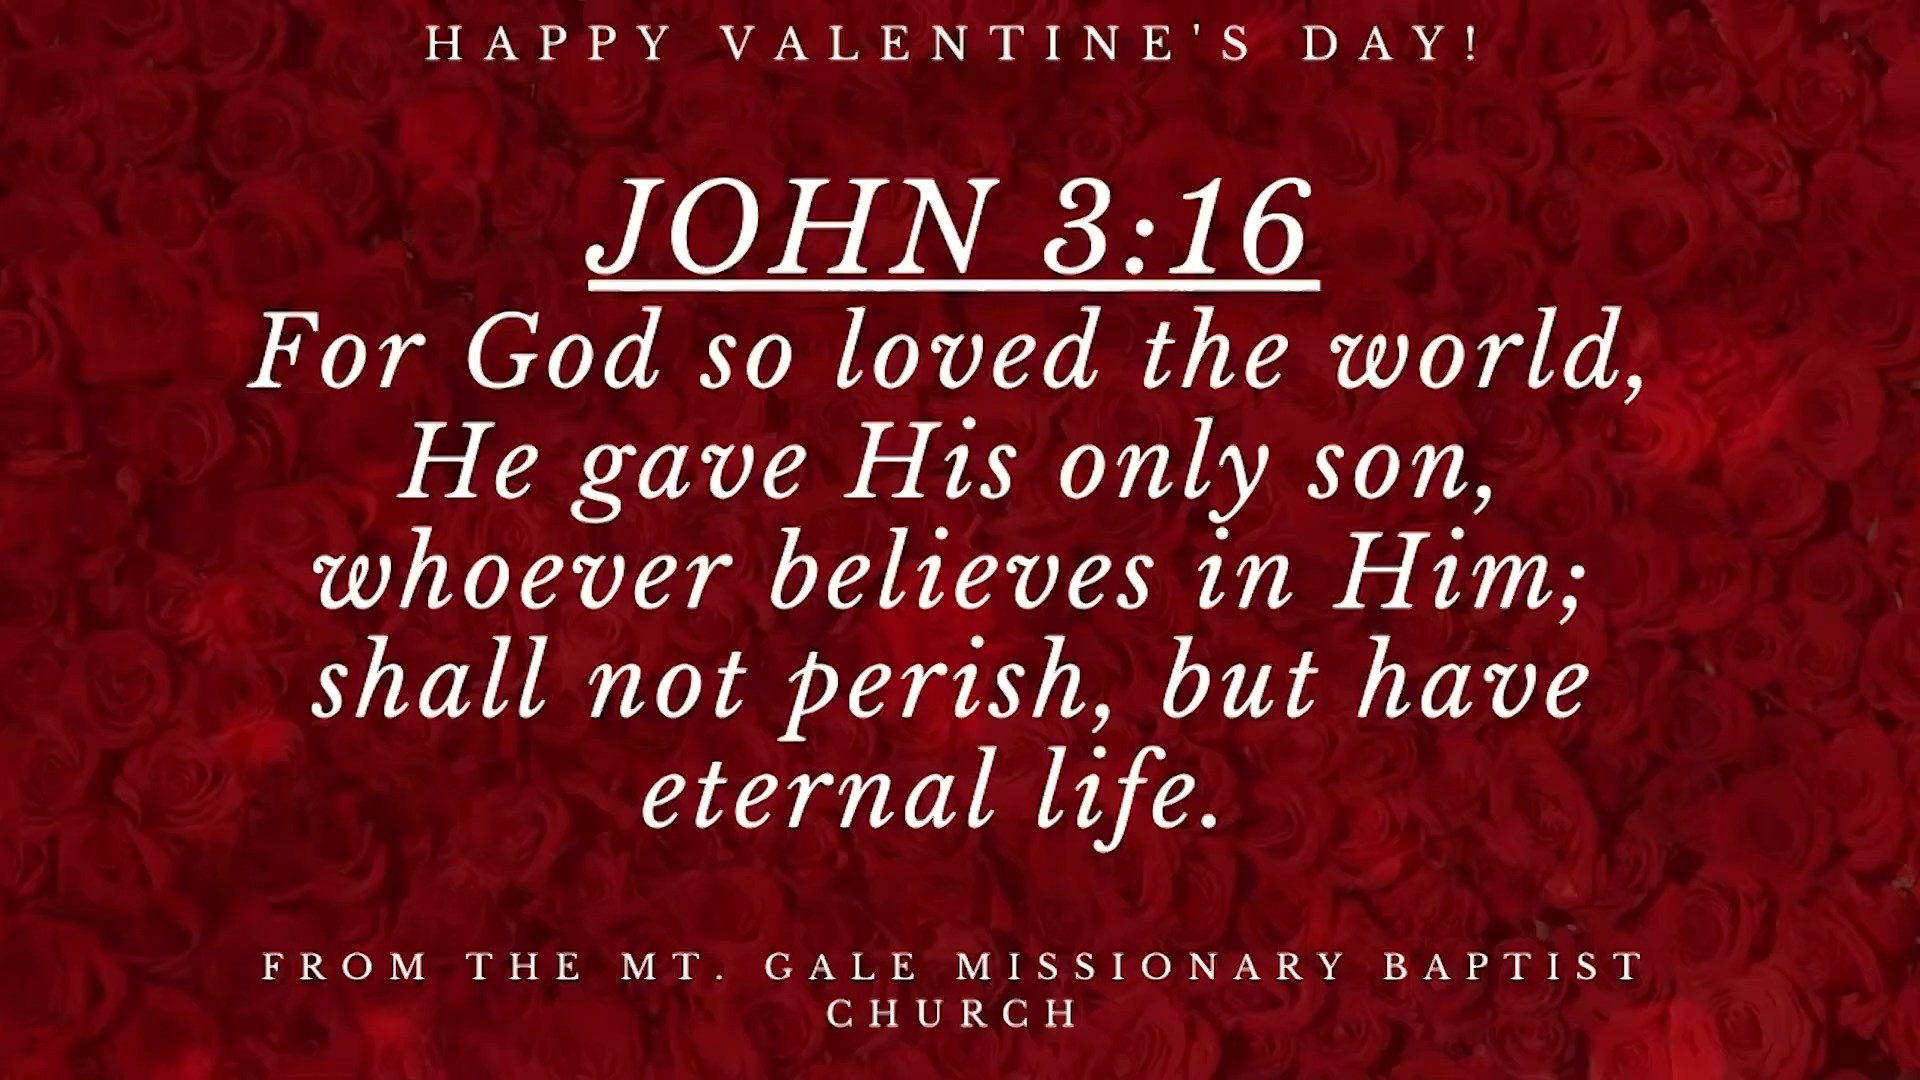 HAPPY VALENTINE'S DAY!
JOHN 3:16
For God so loved the world,
He gave His only son,
whoever believes in Him;
shall not perish, but have
eternal life.
FROM THE MT. GALE MISSIONARY BAPTIST
CHURCH